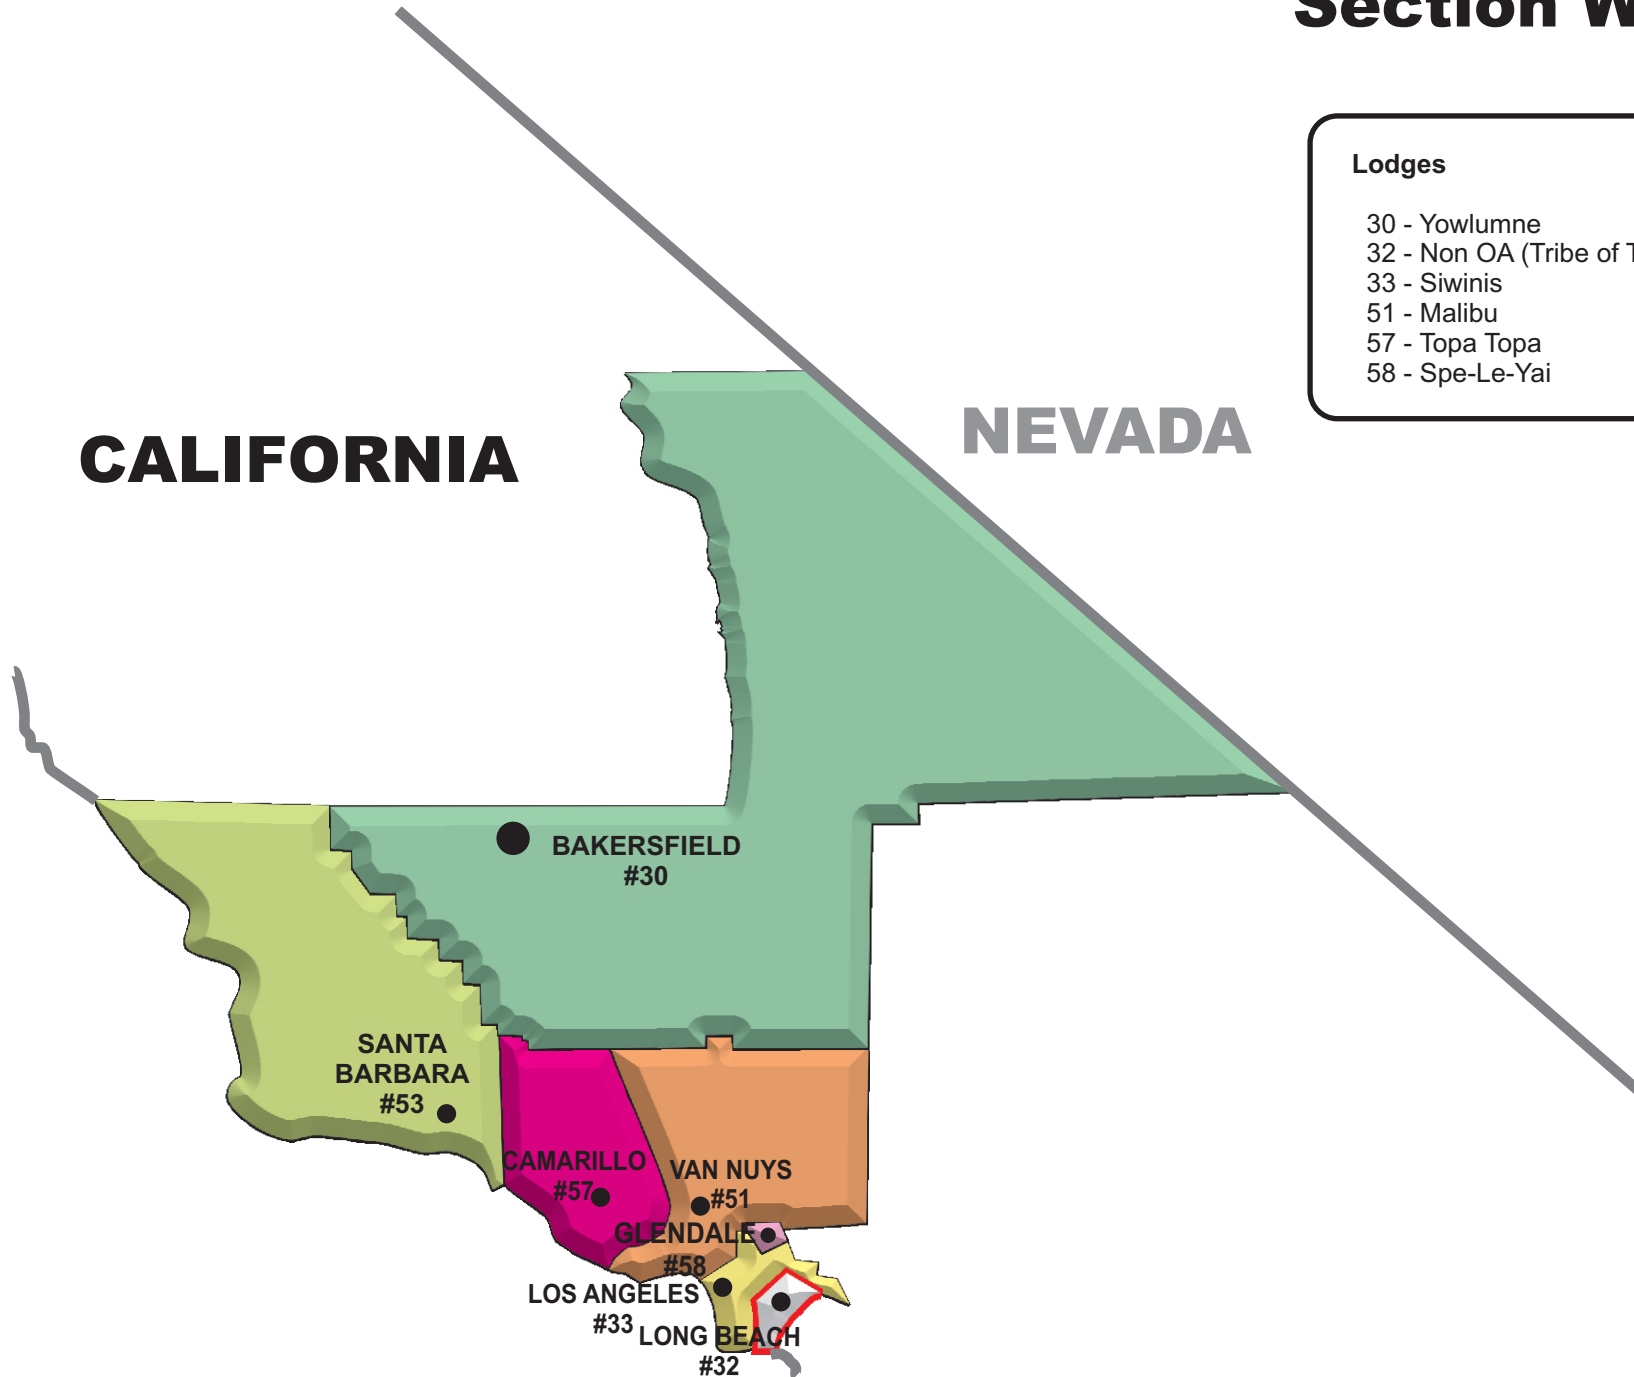 Section W
Lodges
30 - Yowlumne
32 - Non OA (Tribe of T
33 - Siwinis
51 - Malibu
57 - Topa Topa
58 - Spe-Le-Yai
CALIFORNIA
NEVADA
BAKERSFIELD
#30
SANTA
BARBARA
#53
CAMARILLO
#57
VAN NUYS
#51
GLENDALE
#58
LOS ANGELES
#33
LONG BEACH
#32